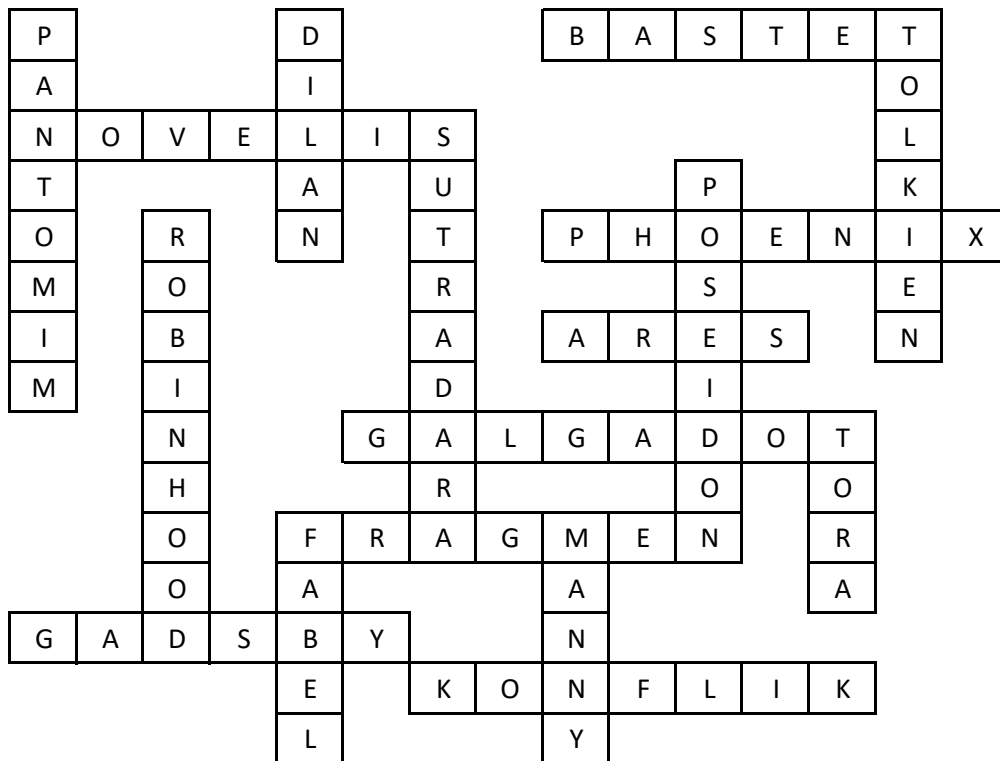 P D B A S T E T
A I O
N O V E L I S L
T A U P K
O R N T P H O E N I X
M O R S E
I B A A R E S N
M I D I
N G A L G A D O T
H R O O
O F R A G M E N R
O A A A
G A D S B Y N
E K O N F L I K
L Y